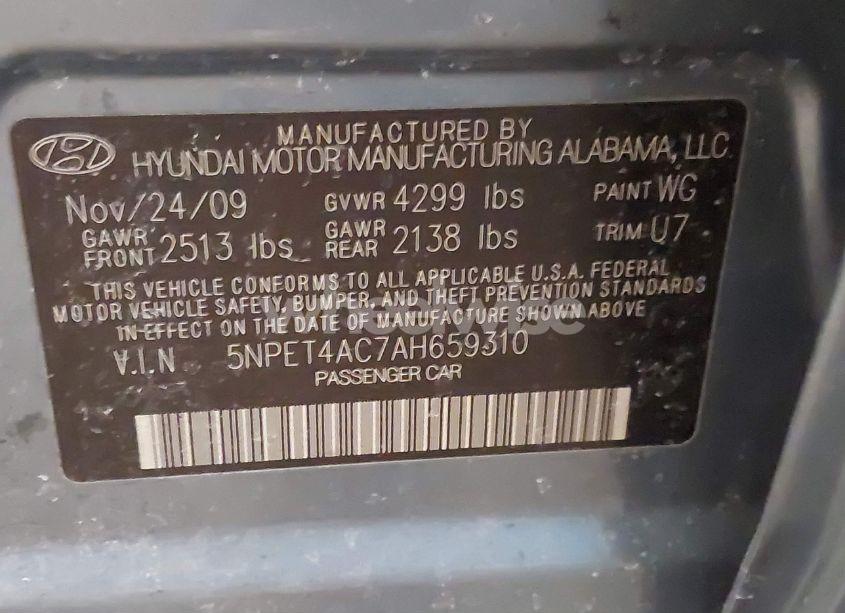 MANUFACTURED BY
HYUNDAI MOTOR MANUFACTURING ALABAMA, LLC.
Nov/24/09 GVWR 4299 lbs PAINT WG
GAWR FRONT 2513 lbs GAWR REAR 2138 lbs TRIM U7
THIS VEHICLE CONFORMS TO ALL APPLICABLE U.S.A. FEDERAL
MOTOR VEHICLE SAFETY, BUMPER, AND THEFT PREVENTION STANDARDS
IN EFFECT ON THE DATE OF MANUFACTURE SHOWN ABOVE
wheelwise
V.I.N 5NPET4AC7AH659310
PASSENGER CAR